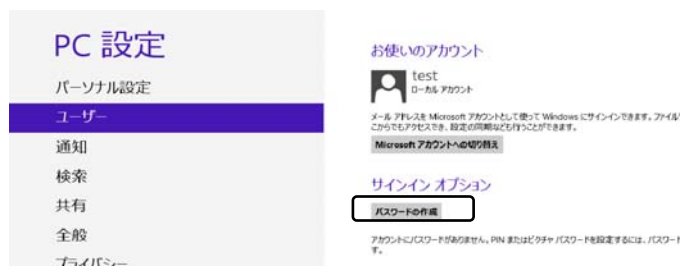 PC 設定
パーソナル設定
ユーザー
通知
検索
共有
全般
プライバシー
お使いのアカウント
test
ローカル アカウント
メール アドレスを Microsoft アカウントとして使って Windows にサインインできます。ファイル
こからでもアクセスでき、設定の同期なども行うことができます。
Microsoft アカウントへの切り替え
サインイン オプション
パスワードの作成
アカウントにパスワードがありません。PIN またはピクチャ パスワードを設定するには、パスワード
す。